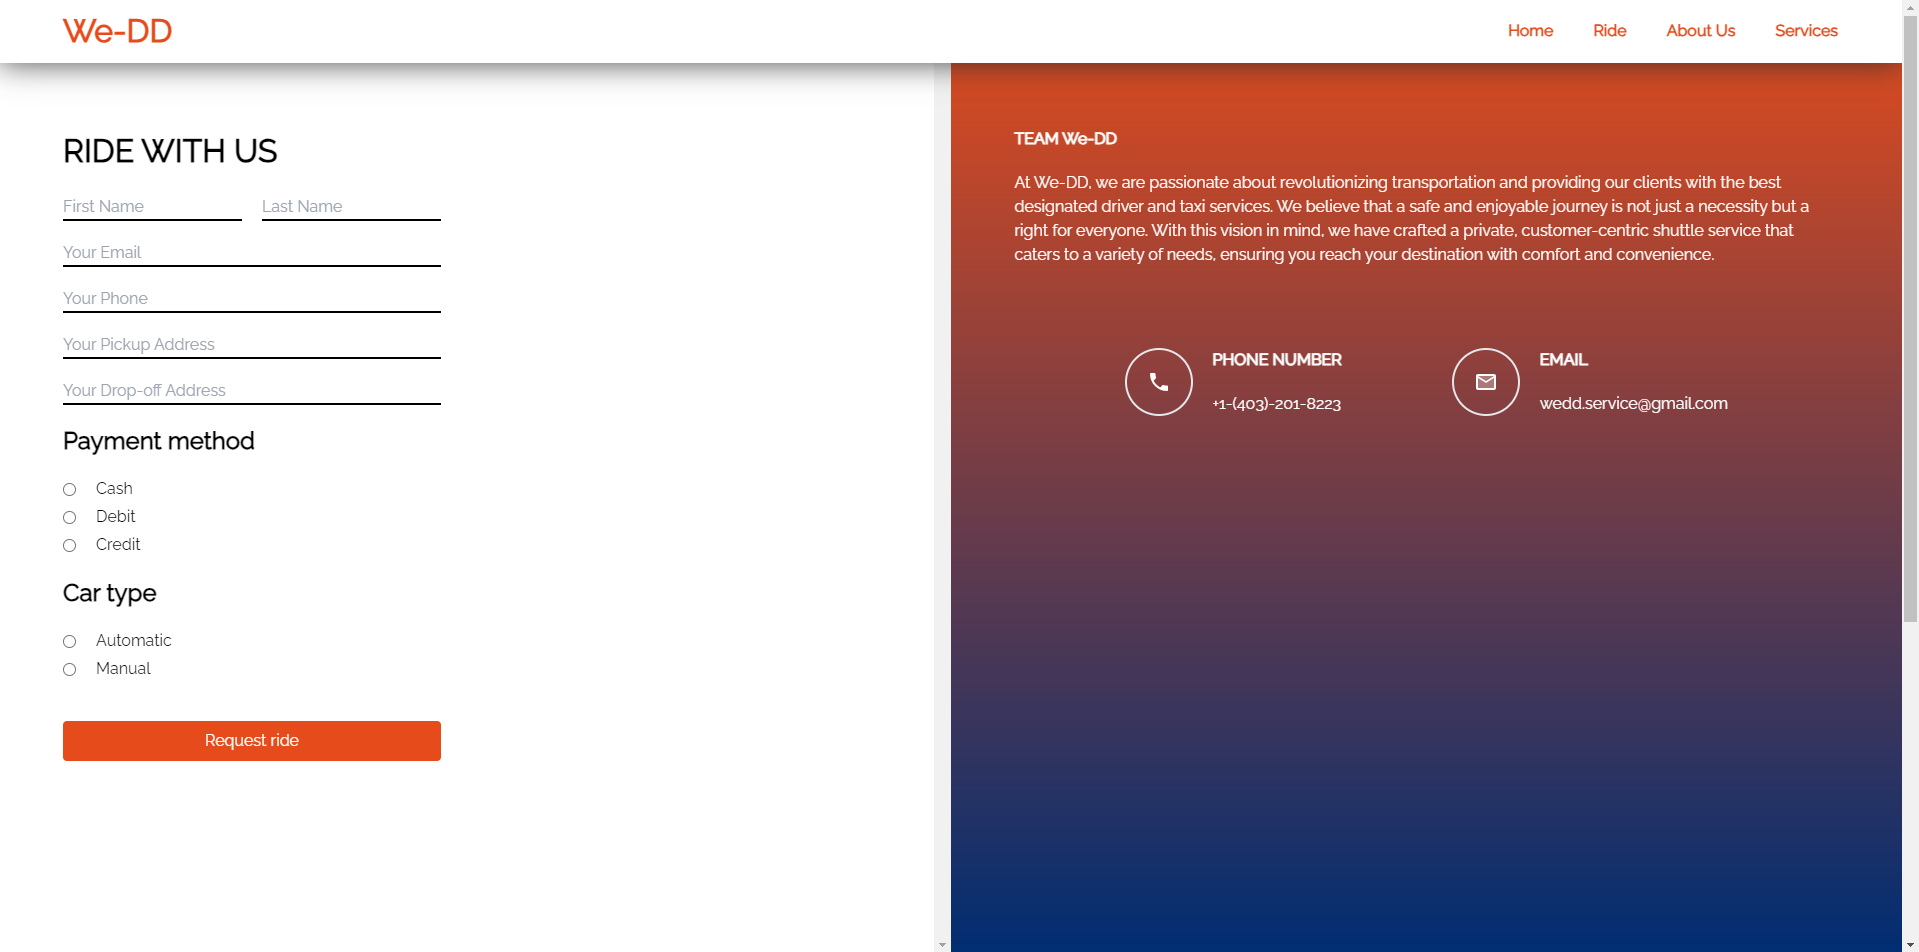 We-DD
Home
Ride
About Us
Services
RIDE WITH US
First Name
Last Name
Your Email
Your Phone
Your Pickup Address
Your Drop-off Address
Payment method
Cash
Debit
Credit
Car type
Automatic
Manual
Request ride
TEAM We-DD
At We-DD, we are passionate about revolutionizing transportation and providing our clients with the best
designated driver and taxi services. We believe that a safe and enjoyable journey is not just a necessity but a
right for everyone. With this vision in mind, we have crafted a private, customer-centric shuttle service that
caters to a variety of needs, ensuring you reach your destination with comfort and convenience.
PHONE NUMBER
+1-(403)-201-8223
EMAIL
wedd.service@gmail.com